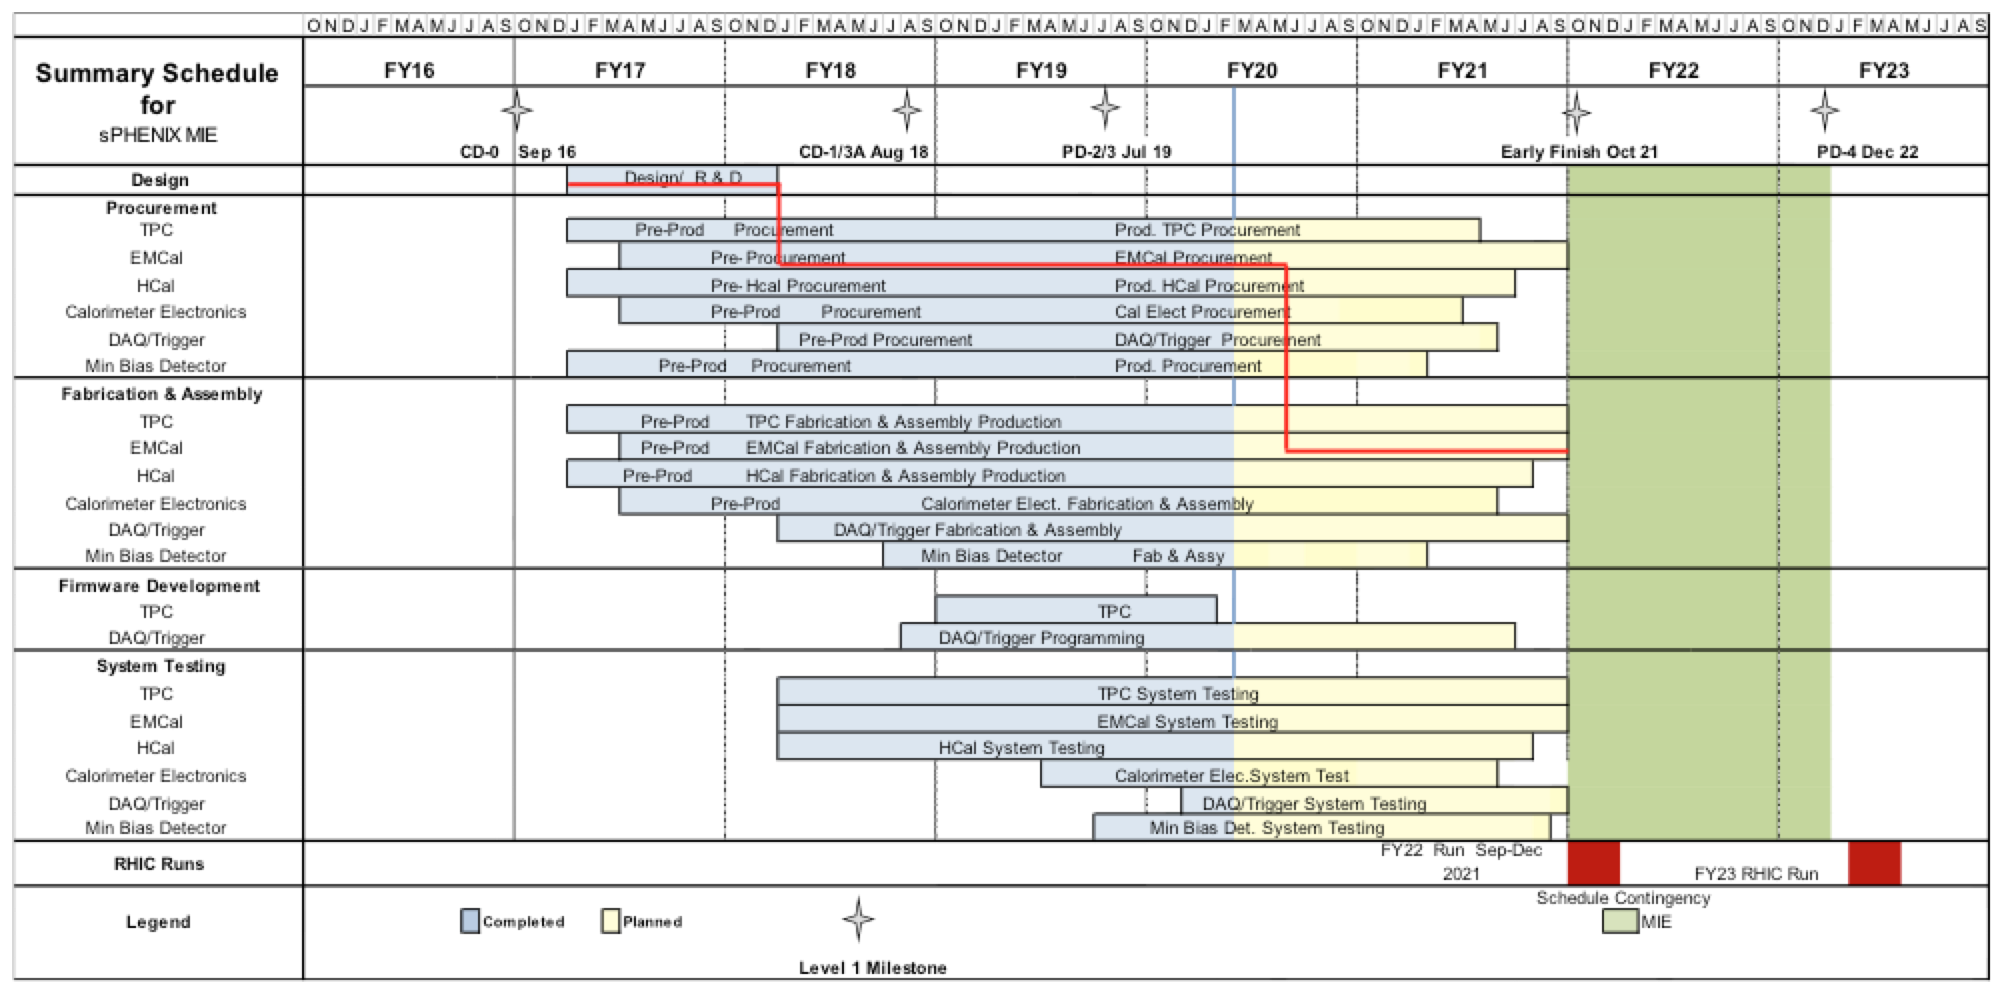 O N D J F M A M J J A S O N D J F M A M J J A S O N D J F M A M J J A S O N D J F M A M J J A S O N D J F M A M J J A S O N D J F M A M J J A S O N D J F M A M J J A S O N D J F M A M J J A S
Summary Schedule
for
sPHENIX MIE
FY16 FY17 FY18 FY19 FY20 FY21 FY22 FY23
CD-0 Sep 16 CD-1/3A Aug 18 PD-2/3 Jul 19 Early Finish Oct 21 PD-4 Dec 22
Design Design/ R & D
Procurement
TPC Pre-Prod Procurement Prod. TPC Procurement
EMCal Pre- Procurement EMCal Procurement
HCal Pre- Hcal Procurement Prod. HCal Procurement
Calorimeter Electronics Pre-Prod Procurement Cal Elect Procurement
DAQ/Trigger Pre-Prod Procurement DAQ/Trigger Procurement
Min Bias Detector Pre-Prod Procurement Prod. Procurement
Fabrication & Assembly
TPC Pre-Prod TPC Fabrication & Assembly Production
EMCal Pre-Prod EMCal Fabrication & Assembly Production
HCal Pre-Prod HCal Fabrication & Assembly Production
Calorimeter Electronics Pre-Prod Calorimeter Elect. Fabrication & Assembly
DAQ/Trigger DAQ/Trigger Fabrication & Assembly
Min Bias Detector Min Bias Detector Fab & Assy
Firmware Development
TPC TPC
DAQ/Trigger DAQ/Trigger Programming
System Testing
TPC TPC System Testing
EMCal EMCal System Testing
HCal HCal System Testing
Calorimeter Electronics Calorimeter Elec.System Test
DAQ/Trigger DAQ/Trigger System Testing
Min Bias Detector Min Bias Det. System Testing
RHIC Runs FY22 Run Sep-Dec
2021 FY23 RHIC Run
Schedule Contingency
Legend Completed Planned MIE
Level 1 Milestone